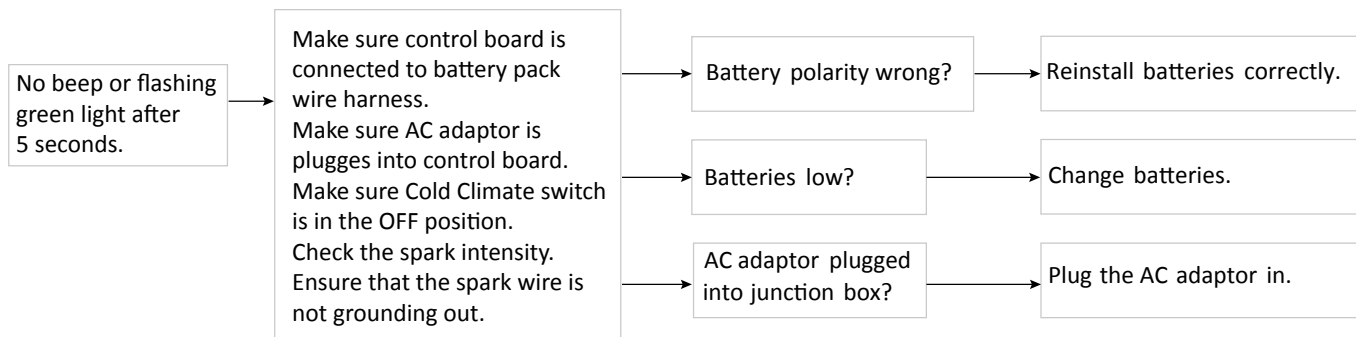 No beep or flashing
green light after
5 seconds.
Make sure control board is
connected to battery pack
wire harness.
Make sure AC adaptor is
plugges into control board.
Make sure Cold Climate switch
is in the OFF position.
Check the spark intensity.
Ensure that the spark wire is
not grounding out.
Battery polarity wrong?
Reinstall batteries correctly.
Batteries low?
Change batteries.
AC adaptor plugged
into junction box?
Plug the AC adaptor in.